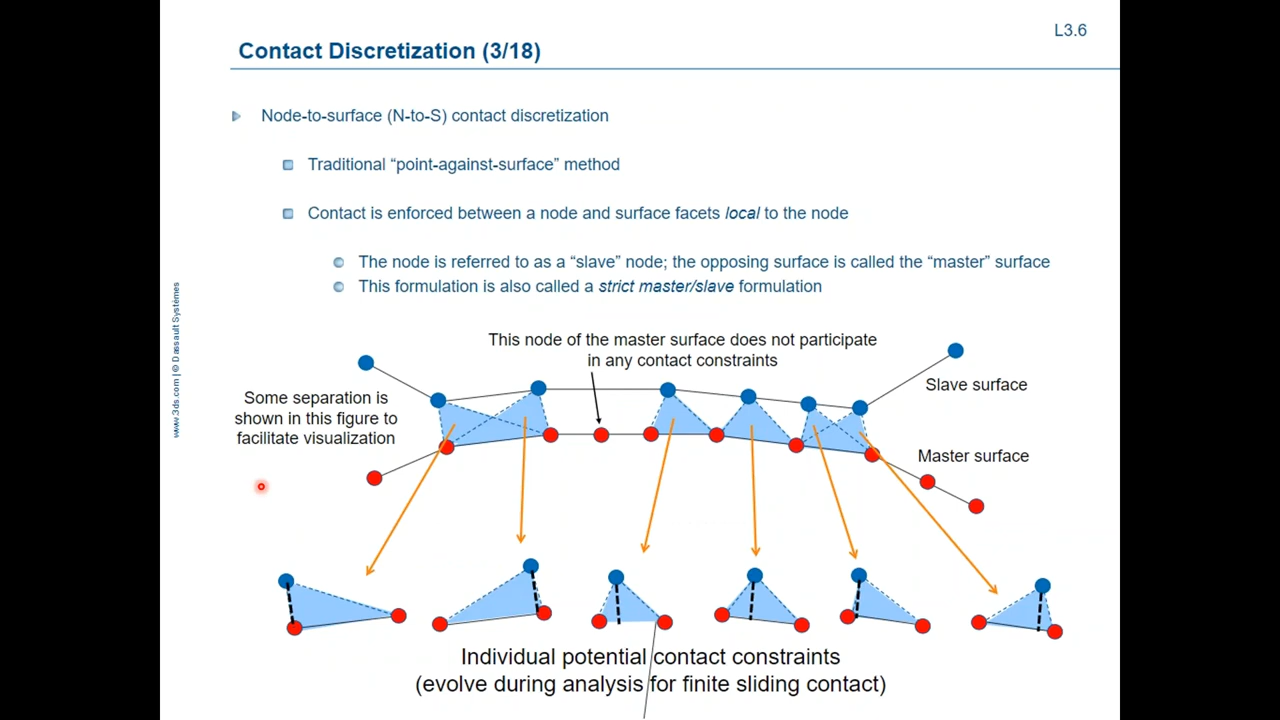 L3.6
Contact Discretization (3/18)
Node-to-surface (N-to-S) contact discretization
Traditional “point-against-surface” method
Contact is enforced between a node and surface facets local to the node
The node is referred to as a “slave” node; the opposing surface is called the “master” surface
This formulation is also called a strict master/slave formulation
www.3ds.com | © Dassault Systèmes
This node of the master surface does not participate
in any contact constraints
Some separation is
shown in this figure to
facilitate visualization
Slave surface
Master surface
Individual potential contact constraints
(evolve during analysis for finite sliding contact)